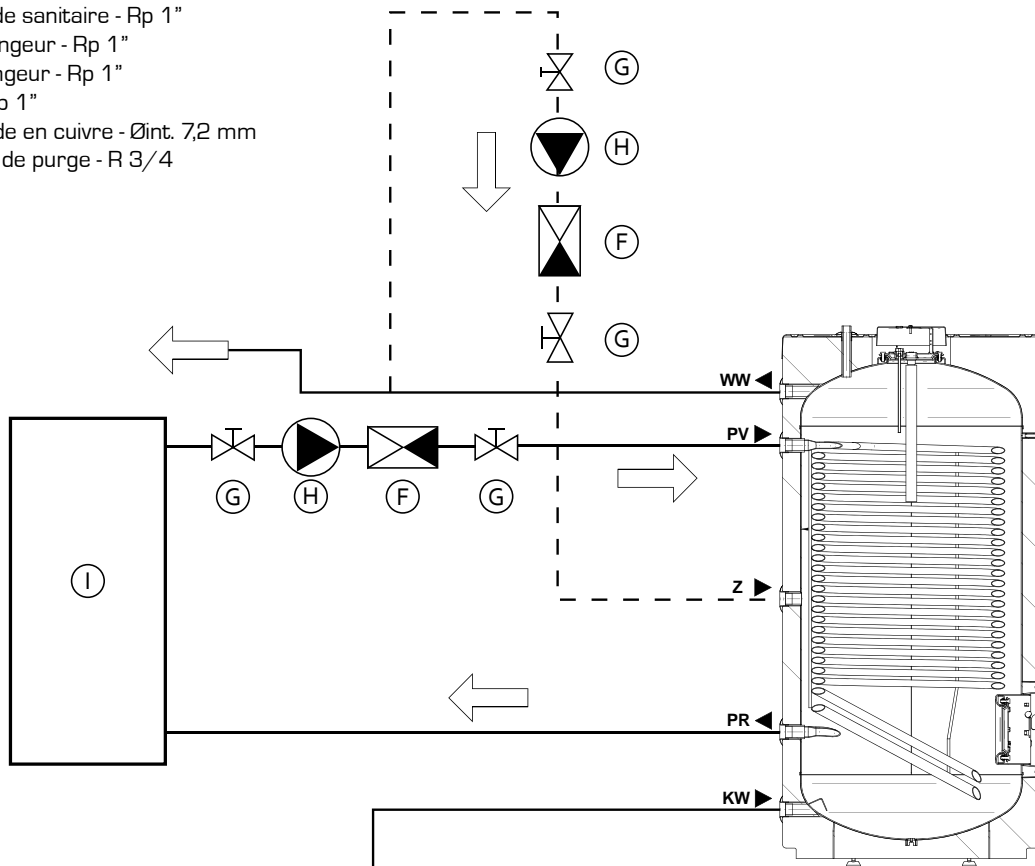 de sanitaire - Rp 1”
ngeur - Rp 1”
ngeur - Rp 1”
p 1”
de en cuivre - Øint. 7,2 mm
de purge - R 3/4
G
H
F
G
WW
PV
G
H
F
G
I
Z
PR
KW